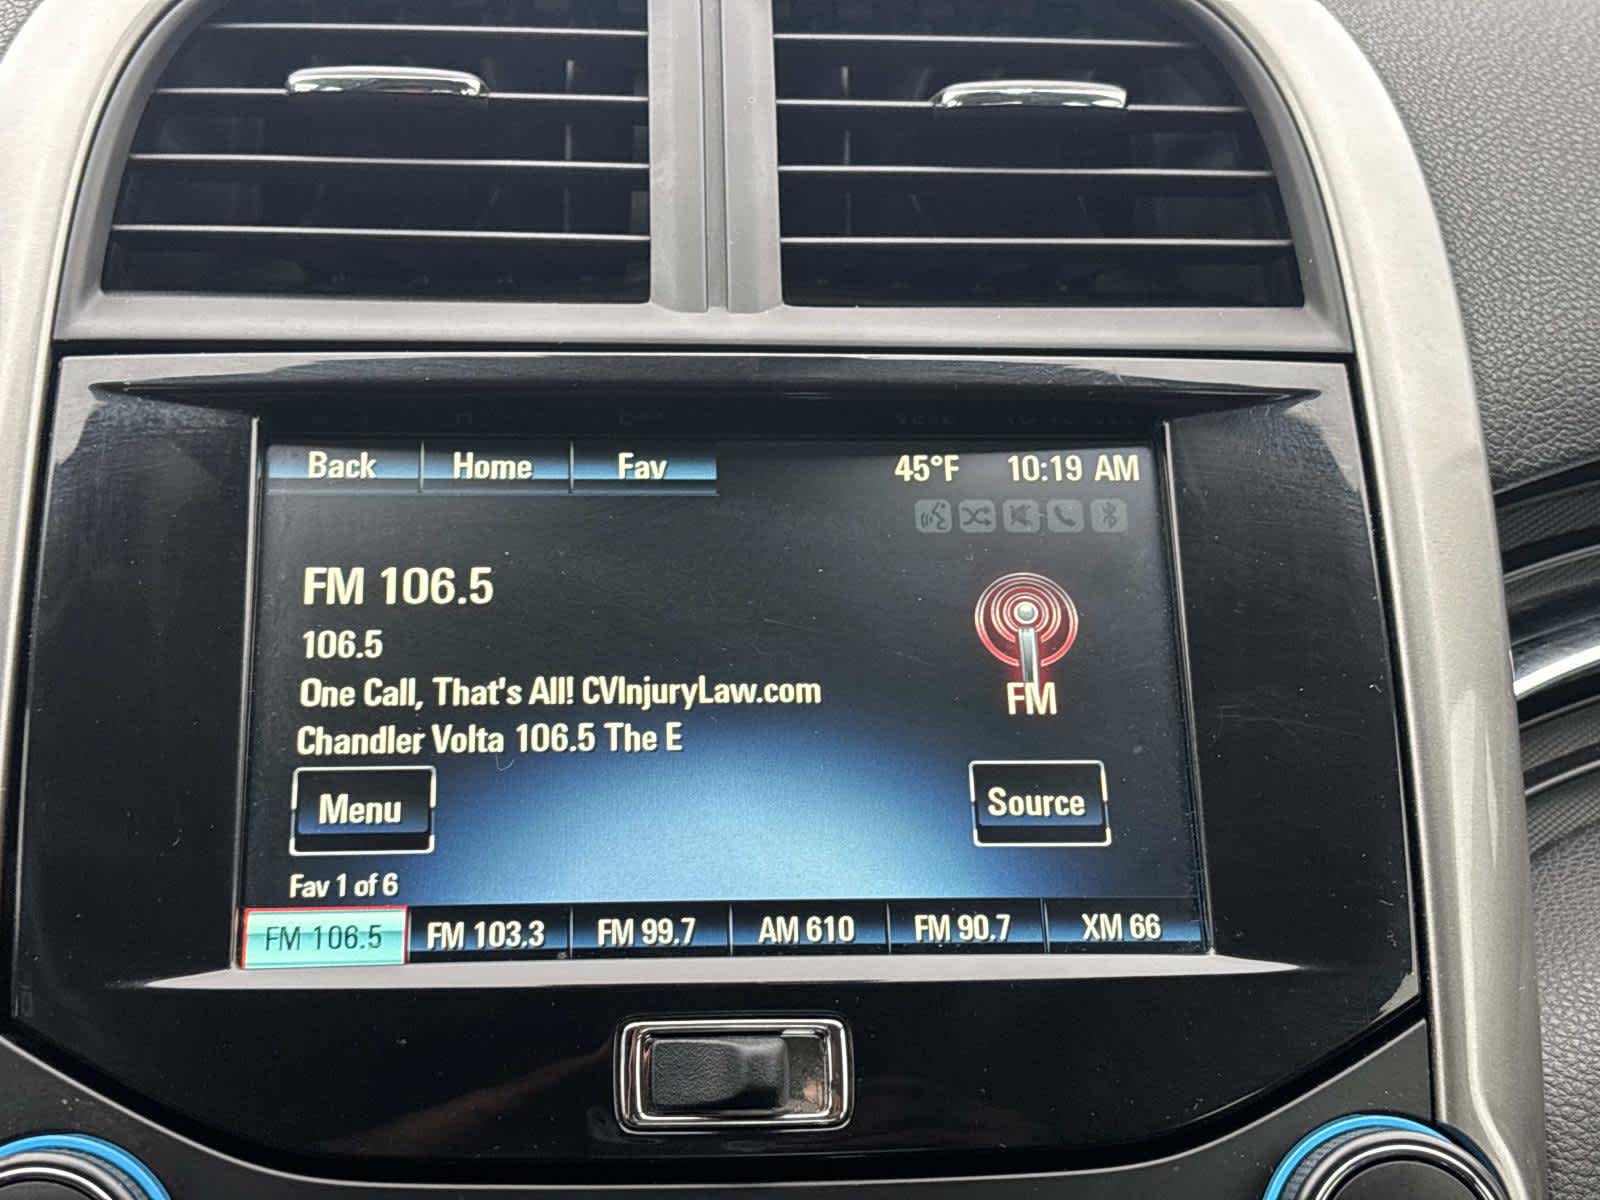 Back Home Fav 45°F 10:19 AM
FM 106.5
106.5
One Call, That's All! CVInjuryLaw.com
Chandler Volta 106.5 The E
FM
Menu
Source
Fav 1 of 6
FM 106.5 FM 103.3 FM 99.7 AM 610 FM 90.7 XM 66